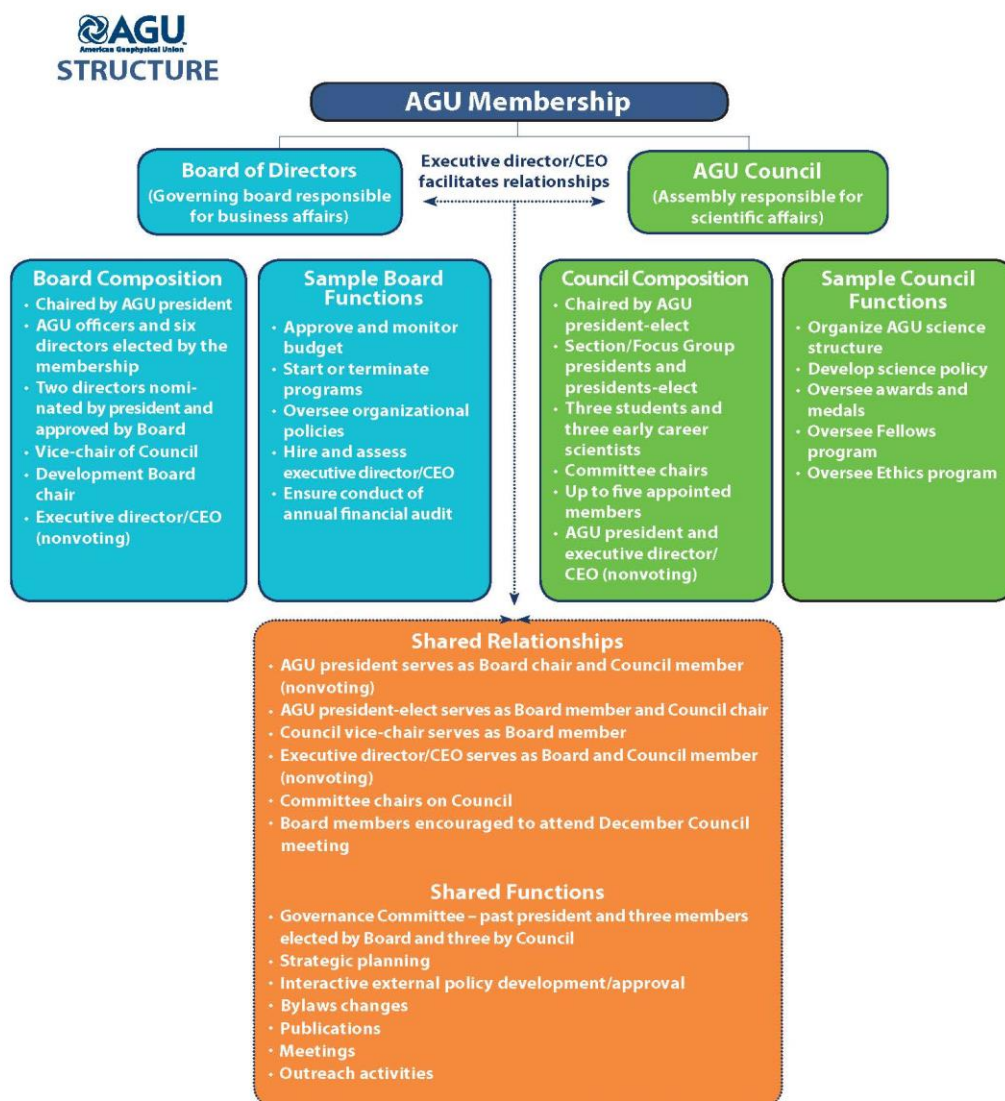 AGU
American Geophysical Union
STRUCTURE
AGU Membership
Board of Directors
(Governing board responsible
for business affairs)
Executive director/CEO
facilitates relationships
AGU Council
(Assembly responsible for
scientific affairs)
Board Composition
• Chaired by AGU president
• AGU officers and six
directors elected by the
membership
• Two directors nomi-
nated by president and
approved by Board
• Vice-chair of Council
• Development Board
chair
• Executive director/CEO
(nonvoting)
Sample Board
Functions
• Approve and monitor
budget
• Start or terminate
programs
• Oversee organizational
policies
• Hire and assess
executive director/CEO
• Ensure conduct of
annual financial audit
Council Composition
• Chaired by AGU
president-elect
• Section/Focus Group
presidents and
presidents-elect
• Three students and
three early career
scientists
• Committee chairs
• Up to five appointed
members
• AGU president and
executive director/
CEO (nonvoting)
Sample Council
Functions
• Organize AGU science
structure
• Develop science policy
• Oversee awards and
medals
• Oversee Fellows
program
• Oversee Ethics program
Shared Relationships
• AGU president serves as Board chair and Council member
(nonvoting)
• AGU president-elect serves as Board member and Council chair
• Council vice-chair serves as Board member
• Executive director/CEO serves as Board and Council member
(nonvoting)
• Committee chairs on Council
• Board members encouraged to attend December Council
meeting
Shared Functions
• Governance Committee – past president and three members
elected by Board and three by Council
• Strategic planning
• Interactive external policy development/approval
• Bylaws changes
• Publications
• Meetings
• Outreach activities